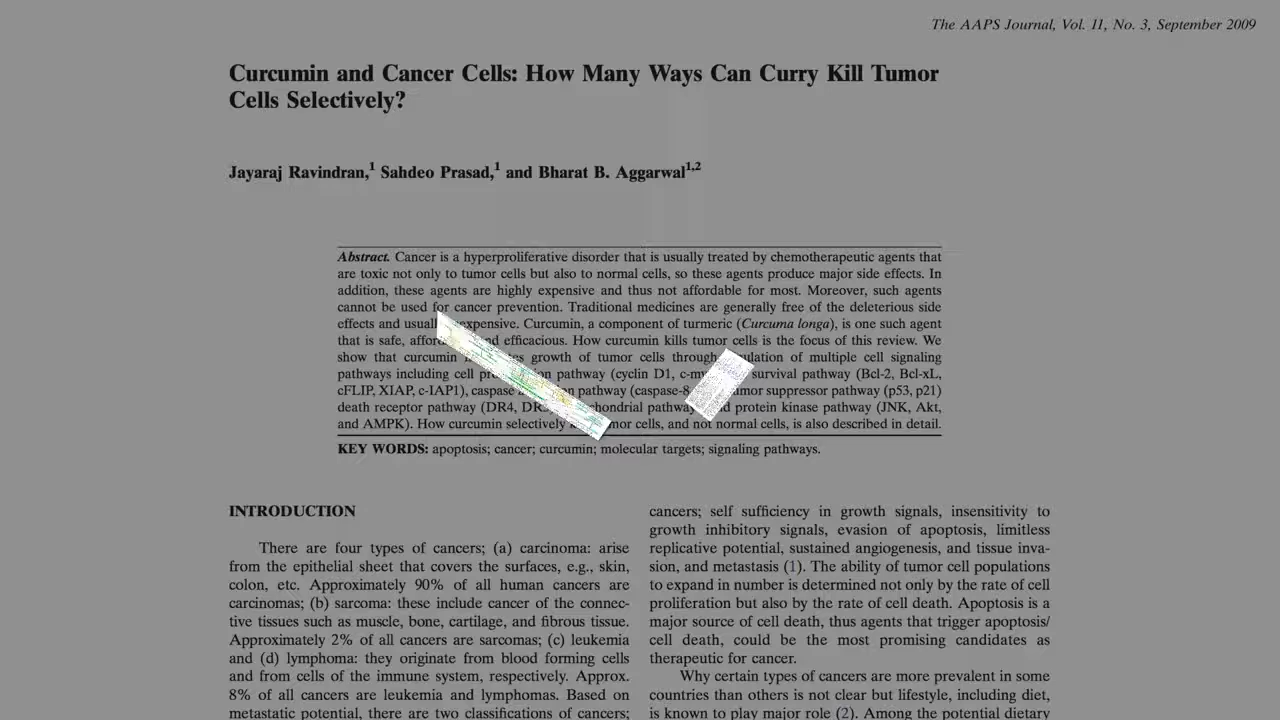 The AAPS Journal, Vol. 11, No. 3, September 2009
Curcumin and Cancer Cells: How Many Ways Can Curry Kill Tumor
Cells Selectively?
Jayaraj Ravindran,1 Sahdeo Prasad,1 and Bharat B. Aggarwal1,2
Abstract. Cancer is a hyperproliferative disorder that is usually treated by chemotherapeutic agents that
are toxic not only to tumor cells but also to normal cells, so these agents produce major side effects. In
addition, these agents are highly expensive and thus not affordable for most. Moreover, such agents
cannot be used for cancer prevention. Traditional medicines are generally free of the deleterious side
effects and usuall expensive. Curcumin, a component of turmeric (Curcuma longa), is one such agent
that is safe, affor nd efficacious. How curcumin kills tumor cells is the focus of this review. We
show that curcumin growth of tumor cells through ulation of multiple cell signaling
pathways including cell pro on pathway (cyclin D1, c-my survival pathway (Bcl-2, Bcl-xL,
cFLIP, XIAP, c-IAP1), caspase n pathway (caspase-8 mor suppressor pathway (p53, p21)
death receptor pathway (DR4, DR chondrial pathway d protein kinase pathway (JNK, Akt,
and AMPK). How curcumin selectively mor cells, and not normal cells, is also described in detail.
KEY WORDS: apoptosis; cancer; curcumin; molecular targets; signaling pathways.
INTRODUCTION
There are four types of cancers; (a) carcinoma: arise
from the epithelial sheet that covers the surfaces, e.g., skin,
colon, etc. Approximately 90% of all human cancers are
carcinomas; (b) sarcoma: these include cancer of the connec-
tive tissues such as muscle, bone, cartilage, and fibrous tissue.
Approximately 2% of all cancers are sarcomas; (c) leukemia
and (d) lymphoma: they originate from blood forming cells
and from cells of the immune system, respectively. Approx.
8% of all cancers are leukemia and lymphomas. Based on
metastatic potential, there are two classifications of cancers;
cancers; self sufficiency in growth signals, insensitivity to
growth inhibitory signals, evasion of apoptosis, limitless
replicative potential, sustained angiogenesis, and tissue inva-
sion, and metastasis (1). The ability of tumor cell populations
to expand in number is determined not only by the rate of cell
proliferation but also by the rate of cell death. Apoptosis is a
major source of cell death, thus agents that trigger apoptosis/
cell death, could be the most promising candidates as
therapeutic for cancer.
Why certain types of cancers are more prevalent in some
countries than others is not clear but lifestyle, including diet,
is known to play major role (2). Among the potential dietary